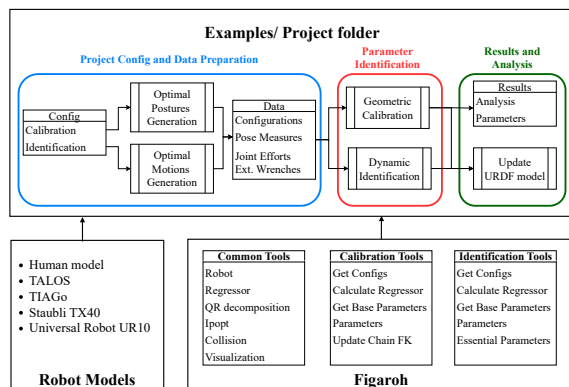 Examples/ Project folder
Project Config and Data Preparation
Parameter
Identification
Results and
Analysis
Config
Calibration
Identification
Optimal
Postures
Generation
Optimal
Motions
Generation
Data
Configurations
Pose Measures
Joint Efforts
Ext. Wrenches
Geometric
Calibration
Dynamic
Identification
Results
Analysis
Parameters
Update
URDF model
Human model
TALOS
TIAGo
Staubli TX40
Universal Robot UR10
Robot Models
Common Tools
Robot
Regressor
QR decomposition
Ipopt
Collision
Visualization
Calibration Tools
Get Configs
Calculate Regressor
Get Base Parameters
Parameters
Update Chain FK
Identification Tools
Get Configs
Calculate Regressor
Get Base Parameters
Parameters
Essential Parameters
Figaroh